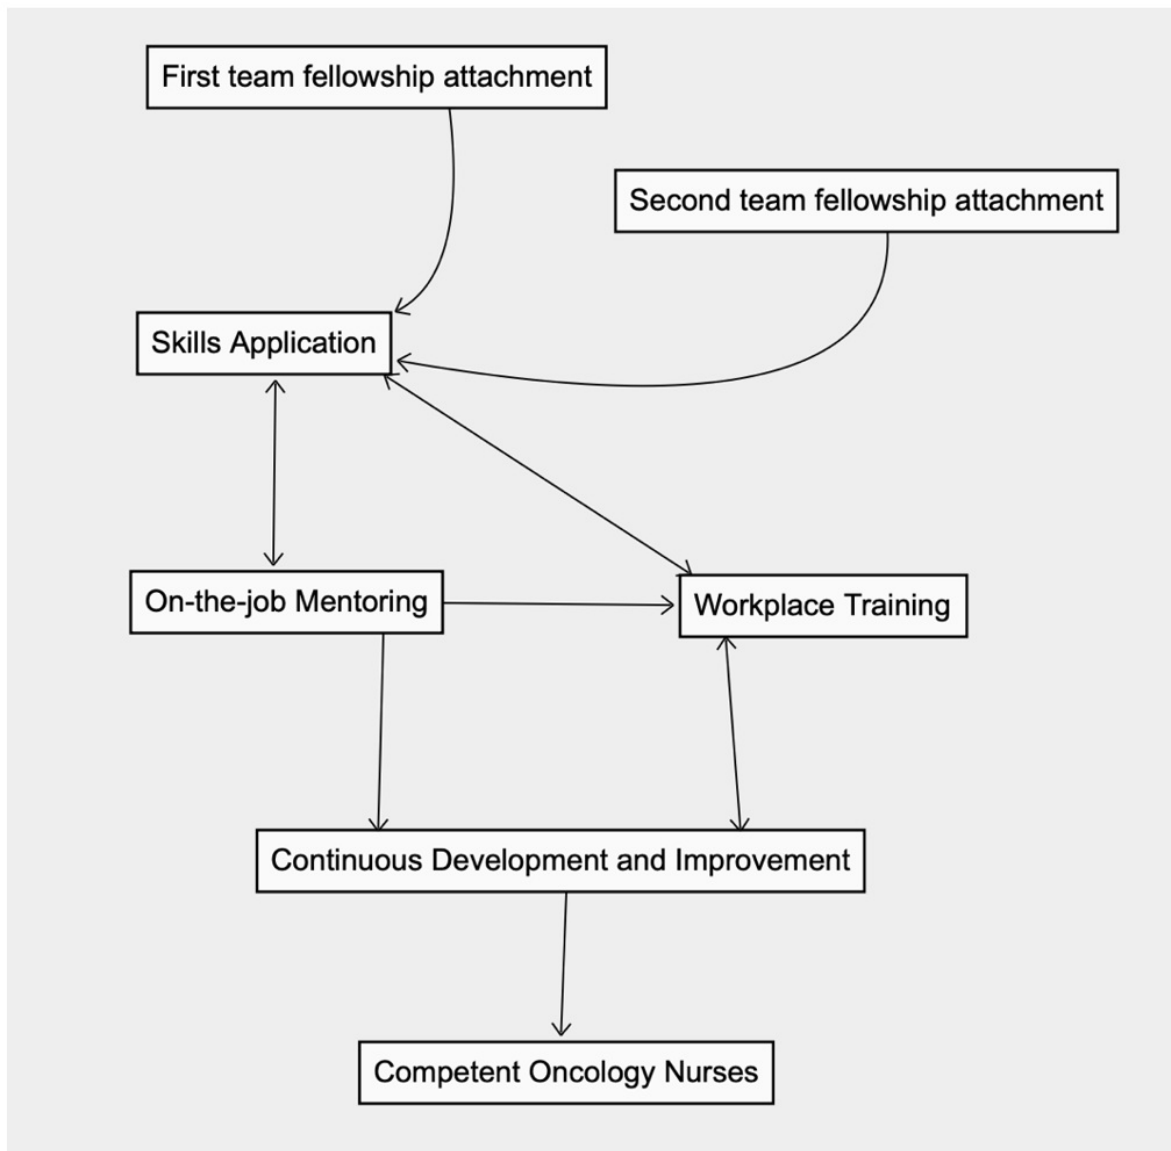 First team fellowship attachment
Second team fellowship attachment
Skills Application
On-the-job Mentoring
Workplace Training
Continuous Development and Improvement
Competent Oncology Nurses